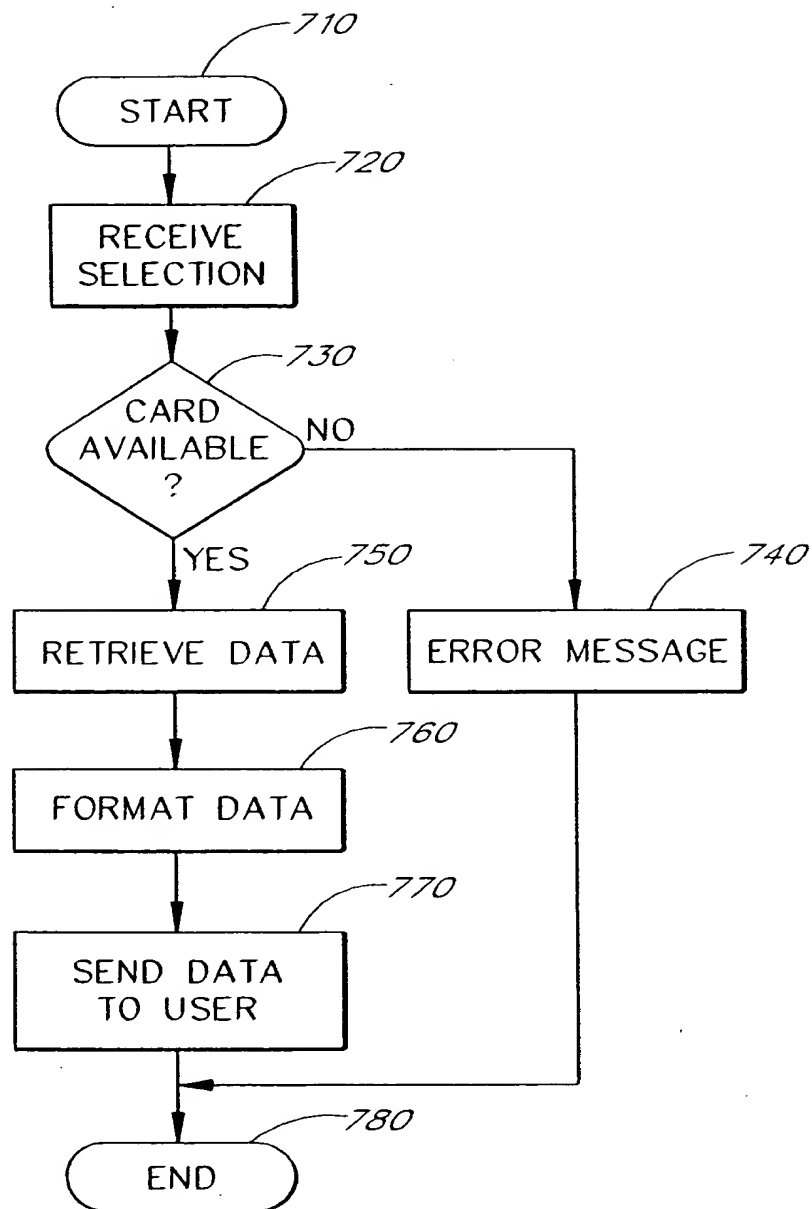 710
START
720
RECEIVE
SELECTION
730
CARD
AVAILABLE
?
NO
YES
750
RETRIEVE DATA
740
ERROR MESSAGE
760
FORMAT DATA
770
SEND DATA
TO USER
780
END